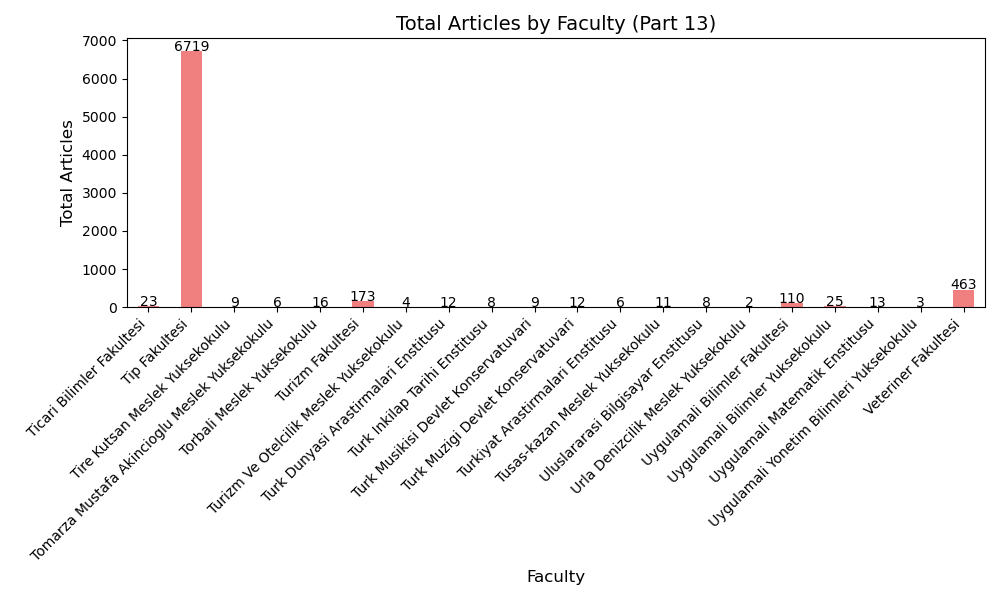 Total Articles by Faculty (Part 13)
Total Articles
7000
6000
5000
4000
3000
2000
1000
0
23
6719
9
6
16
173
4
12
8
9
12
6
11
8
2
110
25
13
3
463
Ticari Bilimler Fakultesi
Tip Fakultesi
Tire Kutsan Meslek Yuksekokulu
Tomarza Mustafa Akincioglu Meslek Yuksekokulu
Torbali Meslek Yuksekokulu
Turizm Fakultesi
Turizm Ve Otelcilik Meslek Yuksekokulu
Turk Dunyasi Arastirmalari Enstitusu
Turk Inkilap Tarihi Enstitusu
Turk Musikisi Devlet Konservatuvari
Turk Muzigi Devlet Konservatuvari
Turkiyat Arastirmalari Enstitusu
Tusas-kazan Meslek Yuksekokulu
Uluslararasi Bilgisayar Enstitusu
Urla Denizcilik Meslek Yuksekokulu
Uygulamali Bilimler Fakultesi
Uygulamali Bilimler Yuksekokulu
Uygulamali Matematik Enstitusu
Uygulamali Yonetim Bilimleri Yuksekokulu
Veteriner Fakultesi
Faculty